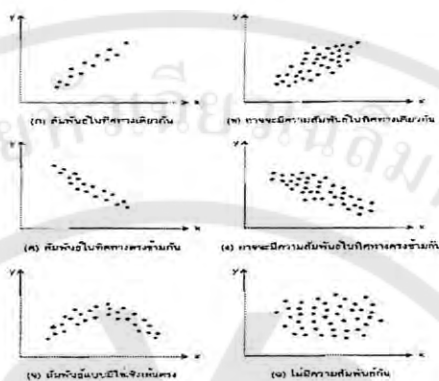 y
y
x
x
(ก) สัมพันธ์ในทิศทางเดียวกัน
(ข) อาจจะมีความสัมพันธ์ในทิศทางเดียวกัน
y
y
x
x
(ค) สัมพันธ์ในทิศทางตรงข้ามกัน
(ง) อาจจะมีความสัมพันธ์ในทิศทางตรงข้ามกัน
y
y
x
x
(จ) สัมพันธ์แบบมิใช่เชิงเส้นตรง
(ฉ) ไม่มีความสัมพันธ์กัน